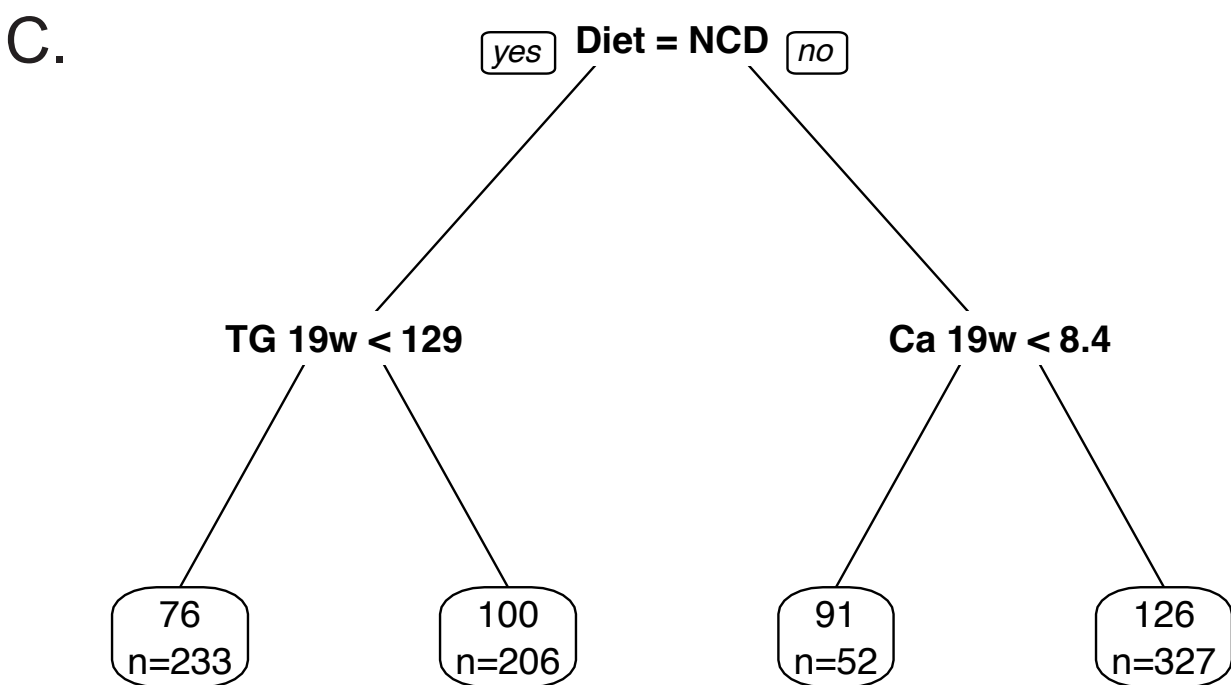 C.
yes Diet = NCD no
TG 19w < 129
Ca 19w < 8.4
76
n=233
100
n=206
91
n=52
126
n=327